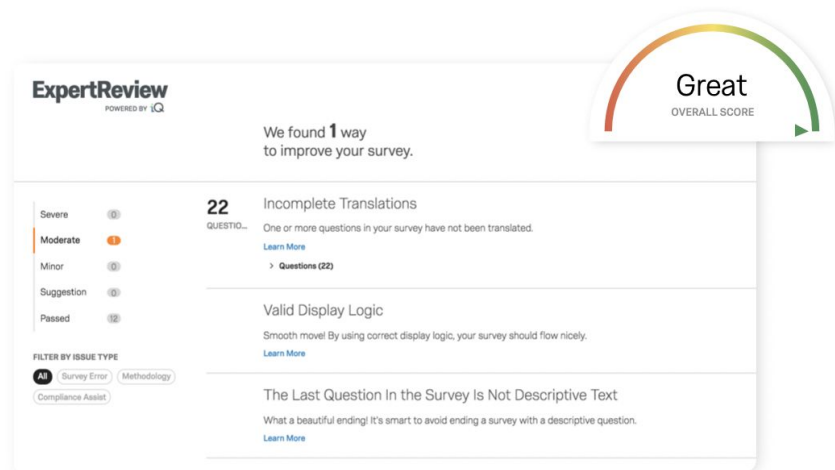 ExpertReview
POWERED BY iQ
Great
OVERALL SCORE
We found 1 way
to improve your survey.
Severe 0
Moderate 1
Minor 0
Suggestion 0
Passed 12
FILTER BY ISSUE TYPE
All Survey Error Methodology
Compliance Assist
22
QUESTIO...
Incomplete Translations
One or more questions in your survey have not been translated.
Learn More
> Questions (22)
Valid Display Logic
Smooth move! By using correct display logic, your survey should flow nicely.
Learn More
The Last Question In the Survey Is Not Descriptive Text
What a beautiful ending! It's smart to avoid ending a survey with a descriptive question.
Learn More